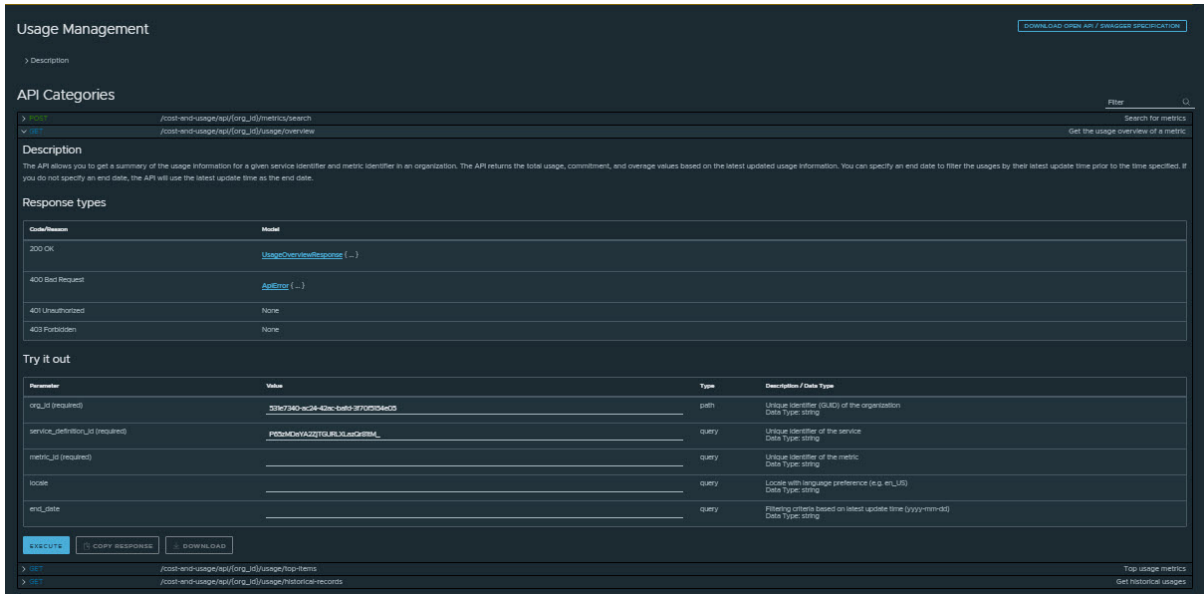 Usage Management
DOWNLOAD OPEN API / SWAGGER SPECIFICATION
> Description
API Categories
Filter
> POST /cost-and-usage/api/{org_id}/metrics/search Search for metrics
GET /cost-and-usage/api/{org_id}/usage/overview Get the usage overview of a metric
Description
The API allows you to get a summary of the usage information for a given service identifier and metric identifier in an organization. The API returns the total usage, commitment, and overage values based on the latest updated usage information. You can specify an end date to filter the usages by their latest update time prior to the time specified. If
you do not specify an end date, the API will use the latest update time as the end date.
Response types
Code/Reason Model
200 OK
UsageOverviewResponse { ... }
400 Bad Request
ApiError { ... }
401 Unauthorized None
403 Forbidden None
Try it out
Parameter Value Type Description / Data Type
org_id (required) 531e7340-ac24-42ac-bafd-3f70f5154e05 path Unique identifier (GUID) of the organization
Data Type: string
service_definition_id (required) query Unique identifier of the service
Data Type: string
metric_id (required) query Unique identifier of the metric
Data Type: string
locale query Locale with language preference (e.g. en_US)
Data Type: string
end_date query Filtering criteria based on latest update time (yyyy-mm-dd)
Data Type: string
EXECUTE COPY RESPONSE DOWNLOAD
> GET /cost-and-usage/api/{org_id}/usage/top-items Top usage metrics
> GET /cost-and-usage/api/{org_id}/usage/historical-records Get historical usages